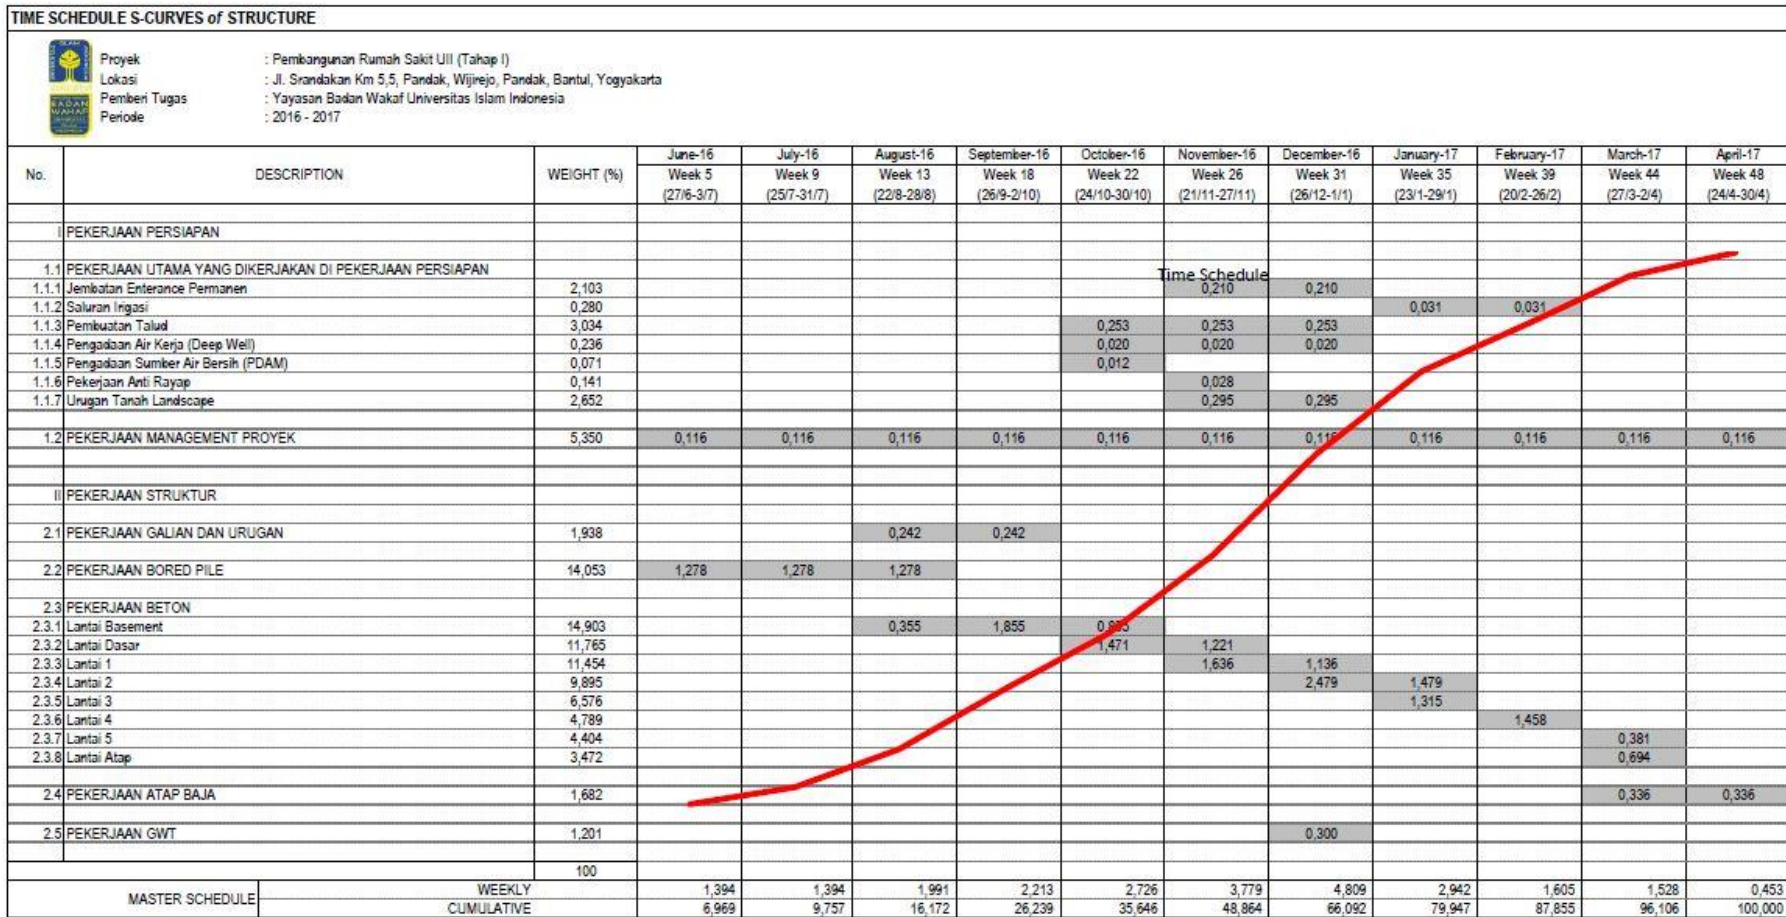 TIME SCHEDULE S-CURVES of STRUCTURE
Proyek : Pembangunan Rumah Sakit UII (Tahap I)
Lokasi : Jl. Srandakan Km 5,5, Pandak, Wijirejo, Pandak, Bantul, Yogyakarta
Pemberi Tugas : Yayasan Badan Wakaf Universitas Islam Indonesia
Periode : 2016 - 2017
June-16 July-16 August-16 September-16 October-16 November-16 December-16 January-17 February-17 March-17 April-17
No. DESCRIPTION WEIGHT (%) Week 5 Week 9 Week 13 Week 18 Week 22 Week 26 Week 31 Week 35 Week 39 Week 44 Week 48
(27/6-3/7) (25/7-31/7) (22/8-28/8) (26/9-2/10) (24/10-30/10) (21/11-27/11) (26/12-1/1) (23/1-29/1) (20/2-26/2) (27/3-2/4) (24/4-30/4)
I PEKERJAAN PERSIAPAN
1.1 PEKERJAAN UTAMA YANG DIKERJAKAN DI PEKERJAAN PERSIAPAN
Time Schedule
1.1.1 Jembatan Enterance Permanen 2,103 0,210 0,210
1.1.2 Saluran Irigasi 0,280 0,031 0,031
1.1.3 Pembuatan Talud 3,034 0,253 0,253 0,253
1.1.4 Pengadaan Air Kerja (Deep Well) 0,236 0,020 0,020 0,020
1.1.5 Pengadaan Sumber Air Bersih (PDAM) 0,071 0,012
1.1.6 Pekerjaan Anti Rayap 0,141 0,028
1.1.7 Urugan Tanah Landscape 2,652 0,295 0,295
1.2 PEKERJAAN MANAGEMENT PROYEK 5,350 0,116 0,116 0,116 0,116 0,116 0,116 0,116 0,116 0,116 0,116 0,116
II PEKERJAAN STRUKTUR
2.1 PEKERJAAN GALIAN DAN URUGAN 1,938 0,242 0,242
2.2 PEKERJAAN BORED PILE 14,053 1,278 1,278 1,278
2.3 PEKERJAAN BETON
2.3.1 Lantai Basement 14,903 0,355 1,855
2.3.2 Lantai Dasar 11,765 1,471 1,221
2.3.3 Lantai 1 11,454 1,636 1,136
2.3.4 Lantai 2 9,895 2,479 1,479
2.3.5 Lantai 3 6,576 1,315
2.3.6 Lantai 4 4,789 1,458
2.3.7 Lantai 5 4,404 0,381
2.3.8 Lantai Atap 3,472 0,694
2.4 PEKERJAAN ATAP BAJA 1,682 0,336 0,336
2.5 PEKERJAAN GWT 1,201 0,300
100
MASTER SCHEDULE WEEKLY 1,394 1,394 1,991 2,213 2,726 3,779 4,809 2,942 1,605 1,528 0,453
CUMULATIVE 6,969 9,757 16,172 26,239 35,646 48,864 66,092 79,947 87,855 96,106 100,000